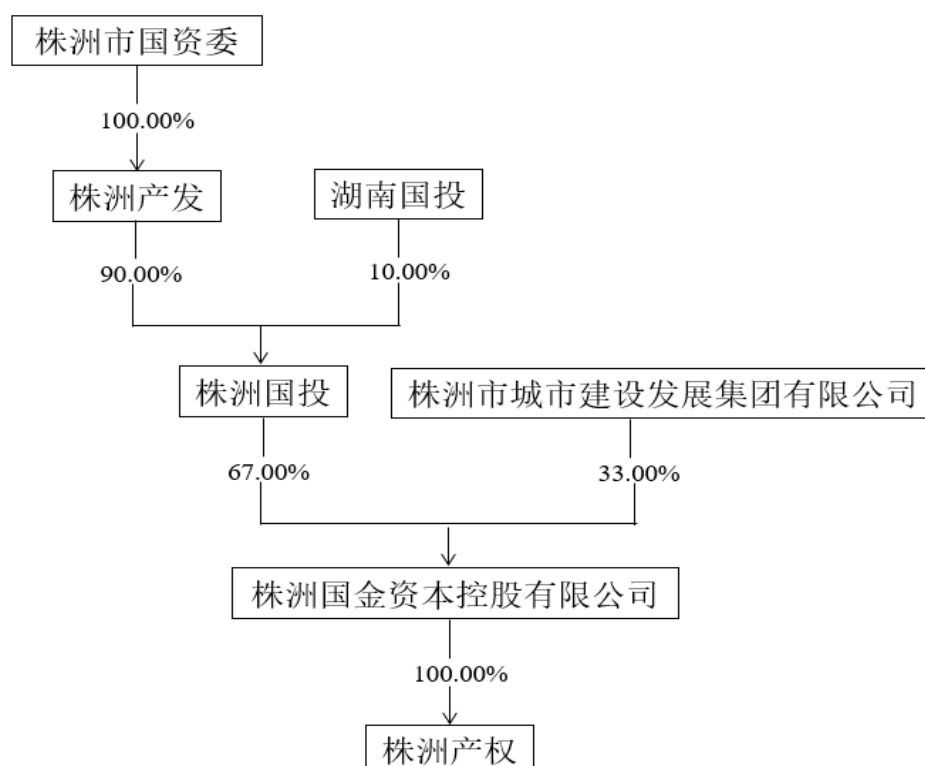 株洲市国资委
100.00%
株洲产发
湖南国投
90.00%
10.00%
株洲国投
株洲市城市建设发展集团有限公司
67.00%
33.00%
株洲国金资本控股有限公司
100.00%
株洲产权